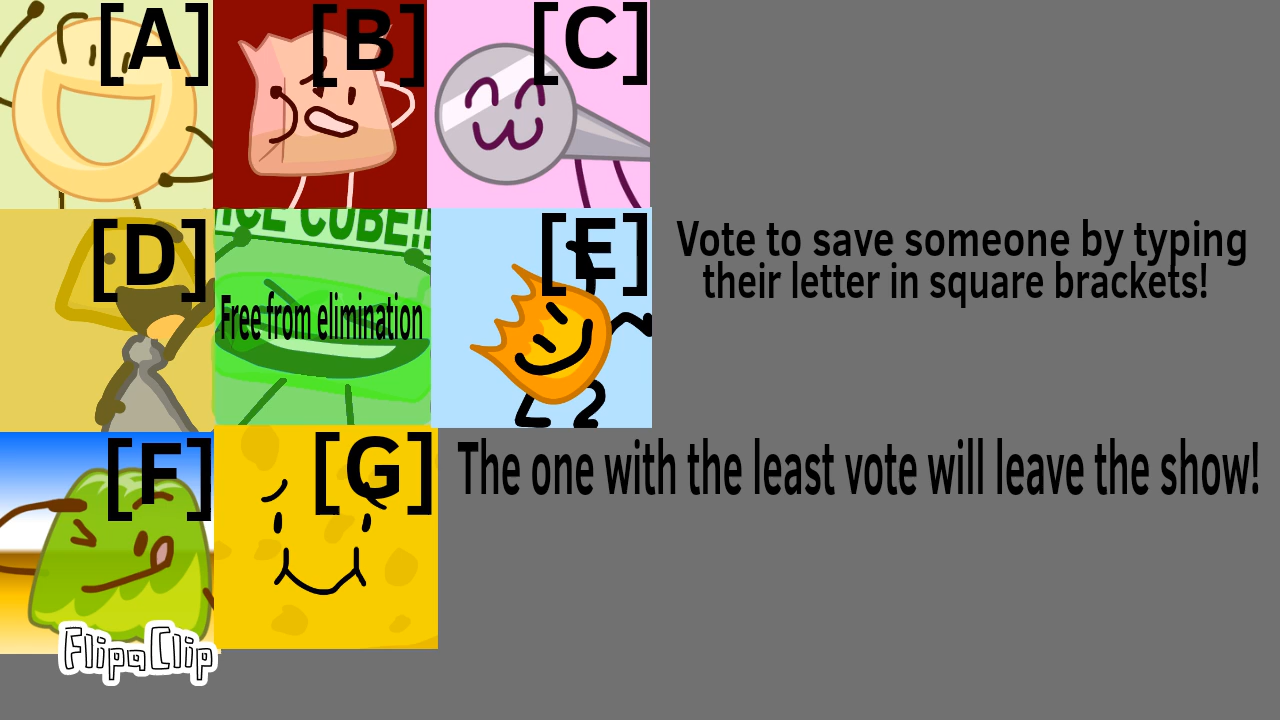 [A]
[B]
[C]
[D]
ICE CUBE!!
Free from elimination
[E]
Vote to save someone by typing
their letter in square brackets!
[F]
[G]
The one with the least vote will leave the show!
FlipaClip